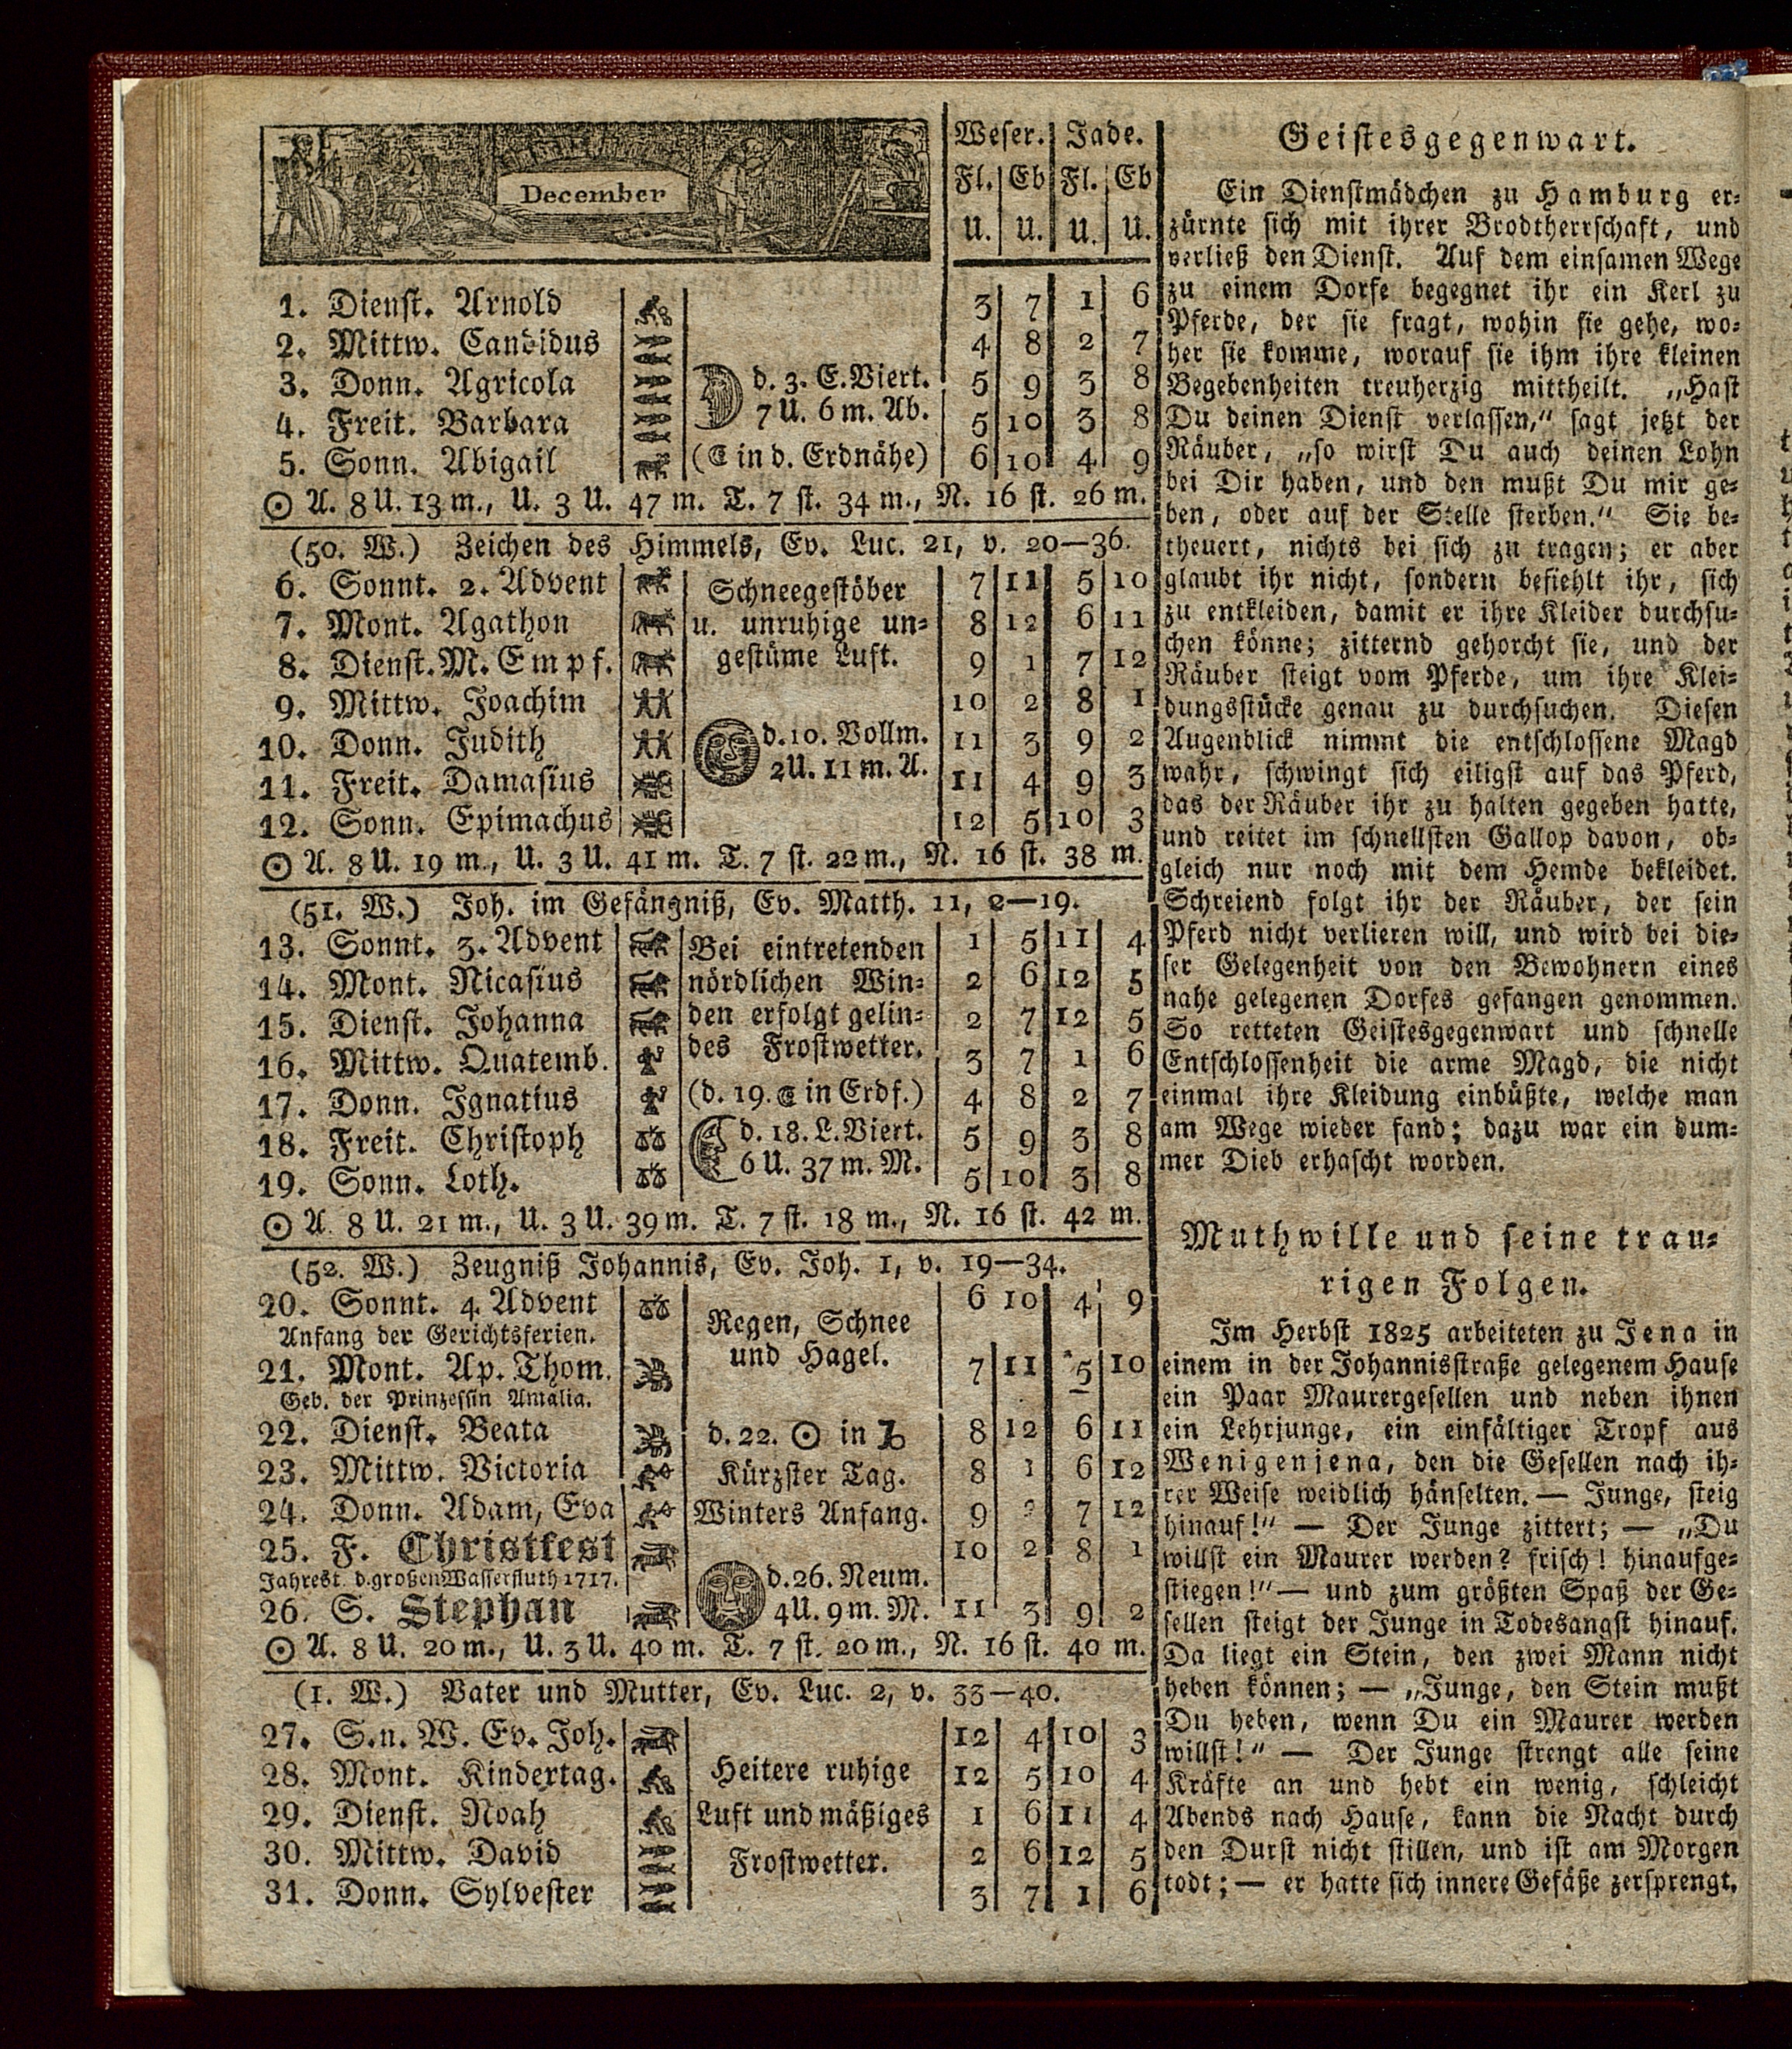 December
Weser. Jade.
Fl. Eb Fl. Eb
U. U. U. U.
1. Dienst. Arnold 3 7 1 6
2. Mittw. Candidus 4 8 2 7
3. Donn. Agricola d. 3. E. Viert. 5 9 3 8
4. Freit. Barbara 7 U. 6 m. Ab. 5 10 3 8
5. Sonn. Abigail (☾ in d. Erdnähe) 6 10 4 9
☉ A. 8 U. 13 m., U. 3 U. 47 m. T. 7 st. 34 m., N. 16 st. 26 m.
(50. W.) Zeichen des Himmels, Ev. Luc. 21, v. 20—36.
6. Sonnt. 2. Advent Schneegestöber 7 11 5 10
7. Mont. Agathon u. unruhige un⸗ 8 12 6 11
8. Dienst. M. Empf. gestüme Luft. 9 1 7 12
9. Mittw. Joachim 10 2 8 1
10. Donn. Judith d. 10. Vollm. 11 3 9 2
11. Freit. Damasius 2 U. 11 m. A. 11 4 9 3
12. Sonn. Epimachus 12 5 10 3
☉ A. 8 U. 19 m., U. 3 U. 41 m. T. 7 st. 22 m., N. 16 st. 38 m.
(51. W.) Joh. im Gefängniß, Ev. Matth. 11, 2—19.
13. Sonnt. 3. Advent Bei eintretenden 1 5 11 4
14. Mont. Nicasius nördlichen Win⸗ 2 6 12 5
15. Dienst. Johanna den erfolgt gelin⸗ 2 7 12 5
16. Mittw. Quatemb. des Frostwetter. 3 7 1 6
17. Donn. Ignatius (d. 19. ☾ in Erdf.) 4 8 2 7
18. Freit. Christoph d. 18. L. Viert. 5 9 3 8
19. Sonn. Loth. 6 U. 37 m. M. 5 10 3 8
☉ A. 8 U. 21 m., U. 3 U. 39 m. T. 7 st. 18 m., N. 16 st. 42 m.
(52. W.) Zeugniß Johannis, Ev. Joh. 1, v. 19—34.
20. Sonnt. 4. Advent Regen, Schnee 6 10 4 9
Anfang der Gerichtsferien.
21. Mont. Ap. Thom. und Hagel. 7 11 5 10
Geb. der Prinzessin Amalia.
22. Dienst. Beata d. 22. ☉ in ♑ 8 12 6 11
23. Mittw. Victoria Kürzster Tag. 8 1 6 12
24. Donn. Adam, Eva Winters Anfang. 9 7 12
25. F. Christfest 10 2 8 1
Jahrest. d. großen Wasserfluth 1717. d. 26. Neum.
26. S. Stephan 4 U. 9 m. M. 11 3 9 2
☉ A. 8 U. 20 m., U. 3 U. 40 m. T. 7 st. 20 m., N. 16 st. 40 m.
(1. W.) Vater und Mutter, Ev. Luc. 2, v. 33—40.
27. S. n. W. Ev. Joh. 12 4 10 3
28. Mont. Kindertag. Heitere ruhige 12 5 10 4
29. Dienst. Noah Luft und mäßiges 1 6 11 4
30. Mittw. David Frostwetter. 2 6 12 5
31. Donn. Sylvester 3 7 1 6
Geistesgegenwart.
Ein Dienstmädchen zu Hamburg er⸗
zürnte sich mit ihrer Brodtherrschaft, und
verließ den Dienst. Auf dem einsamen Wege
zu einem Dorfe begegnet ihr ein Kerl zu
Pferde, der sie fragt, wohin sie gehe, wo⸗
her sie komme, worauf sie ihm ihre kleinen
Begebenheiten treuherzig mittheilt. „Hast
Du deinen Dienst verlassen,“ sagt jetzt der
Räuber, „so wirst Du auch deinen Lohn
bei Dir haben, und den mußt Du mir ge⸗
ben, oder auf der Stelle sterben.“ Sie be⸗
theuert, nichts bei sich zu tragen; er aber
glaubt ihr nicht, sondern befiehlt ihr, sich
zu entkleiden, damit er ihre Kleider durchsu⸗
chen könne; zitternd gehorcht sie, und der
Räuber steigt vom Pferde, um ihre Klei⸗
dungsstücke genau zu durchsuchen. Diesen
Augenblick nimmt die entschlossene Magd
wahr, schwingt sich eiligst auf das Pferd,
das der Räuber ihr zu halten gegeben hatte,
und reitet im schnellsten Gallop davon, ob⸗
gleich nur noch mit dem Hemde bekleidet.
Schreiend folgt ihr der Räuber, der sein
Pferd nicht verlieren will, und wird bei die⸗
ser Gelegenheit von den Bewohnern eines
nahe gelegenen Dorfes gefangen genommen.
So retteten Geistesgegenwart und schnelle
Entschlossenheit die arme Magd, die nicht
einmal ihre Kleidung einbüßte, welche man
am Wege wieder fand; dazu war ein dum⸗
mer Dieb erhascht worden.
Muthwille und seine trau⸗
rigen Folgen.
Im Herbst 1825 arbeiteten zu Jena in
einem in der Johannisstraße gelegenem Hause
ein Paar Maurergesellen und neben ihnen
ein Lehrjunge, ein einfältiger Tropf aus
Wenigenjena, den die Gesellen nach ih⸗
rer Weise weidlich hänselten. — Junge, steig
hinauf!“ — Der Junge zittert; — „Du
willst ein Maurer werden? frisch! hinaufge⸗
stiegen!“ — und zum größten Spaß der Ge⸗
sellen steigt der Junge in Todesangst hinauf.
Da liegt ein Stein, den zwei Mann nicht
heben können; — „Junge, den Stein mußt
Du heben, wenn Du ein Maurer werden
willst!“ — Der Junge strengt alle seine
Kräfte an und hebt ein wenig, schleicht
Abends nach Hause, kann die Nacht durch
den Durst nicht stillen, und ist am Morgen
todt; — er hatte sich innere Gefäße zersprengt.